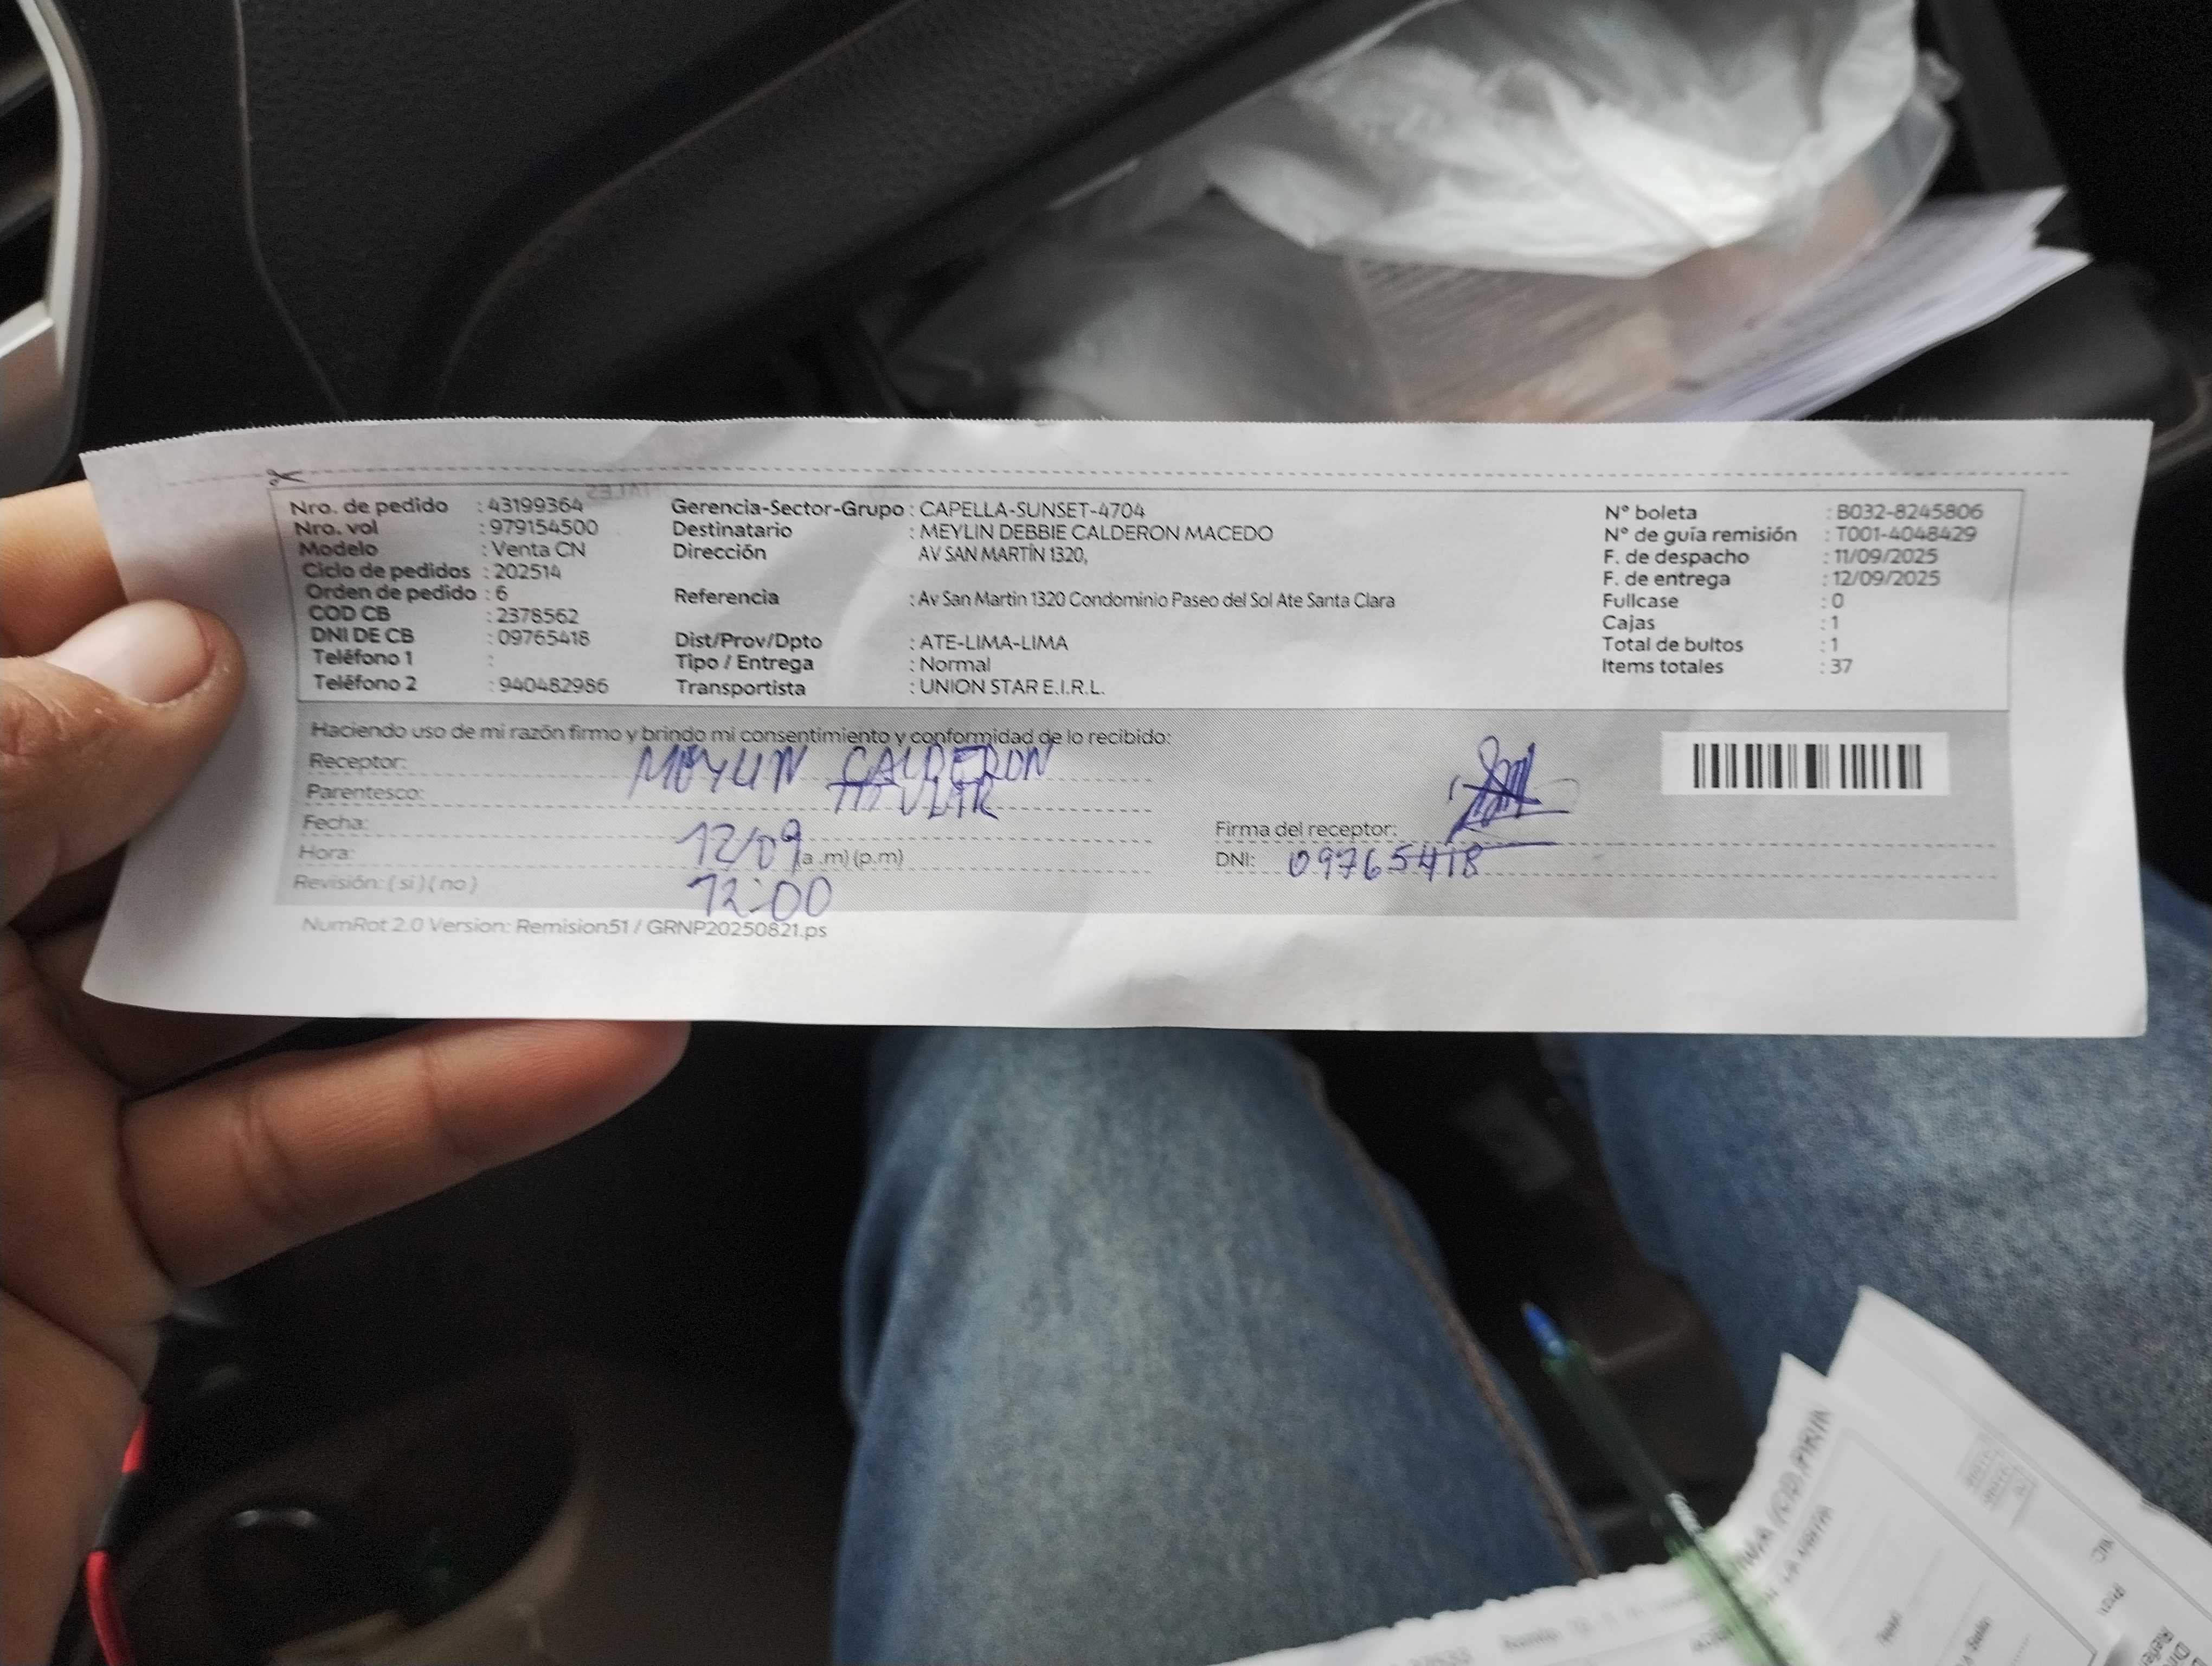 Nro. de pedido : 43199364 Gerencia-Sector-Grupo : CAPELLA-SUNSET-4704 N° boleta : B032-8245806
Nro. vol : 979154500 Destinatario : MEYLIN DEBBIE CALDERON MACEDO N° de guía remisión : T001-4048429
Modelo : Venta CN Dirección AV SAN MARTÍN 1320, F. de despacho : 11/09/2025
Ciclo de pedidos : 202514 F. de entrega : 12/09/2025
Orden de pedido : 6 Referencia : Av San Martin 1320 Condominio Paseo del Sol Ate Santa Clara Fullcase : 0
COD CB : 2378562 Cajas : 1
DNI DE CB : 09765418 Dist/Prov/Dpto : ATE-LIMA-LIMA Total de bultos : 1
Teléfono 1 : Tipo / Entrega : Normal Items totales : 37
Teléfono 2 : 940482986 Transportista : UNION STAR E.I.R.L.
Haciendo uso de mi razón firmo y brindo mi consentimiento y conformidad de lo recibido:
Receptor: MEYLIN CALDERON
Parentesco:
Fecha: 12/09 Firma del receptor:
Hora: (a.m) (p.m) DNI: 09765418
Revisión: ( si ) ( no ) 12:00
NumRot 2.0 Version: Remision51 / GRNP20250821.ps